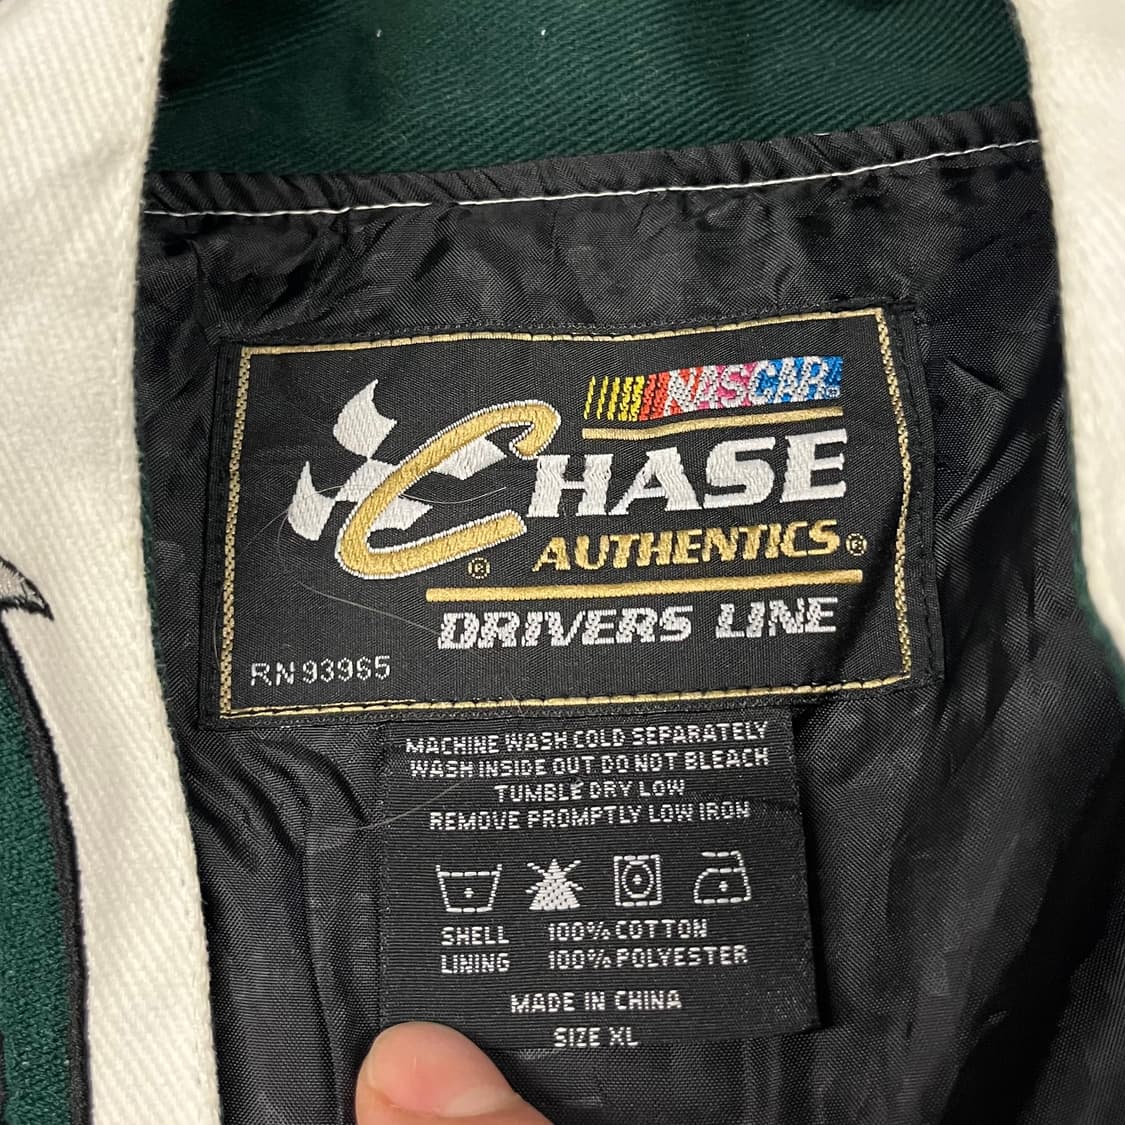 NASCAR®
CHASE
AUTHENTICS®
®
DRIVERS LINE
RN 93965
MACHINE WASH COLD SEPARATELY
WASH INSIDE OUT DO NOT BLEACH
TUMBLE DRY LOW
REMOVE PROMPTLY LOW IRON
SHELL 100% COTTON
LINING 100% POLYESTER
MADE IN CHINA
SIZE XL